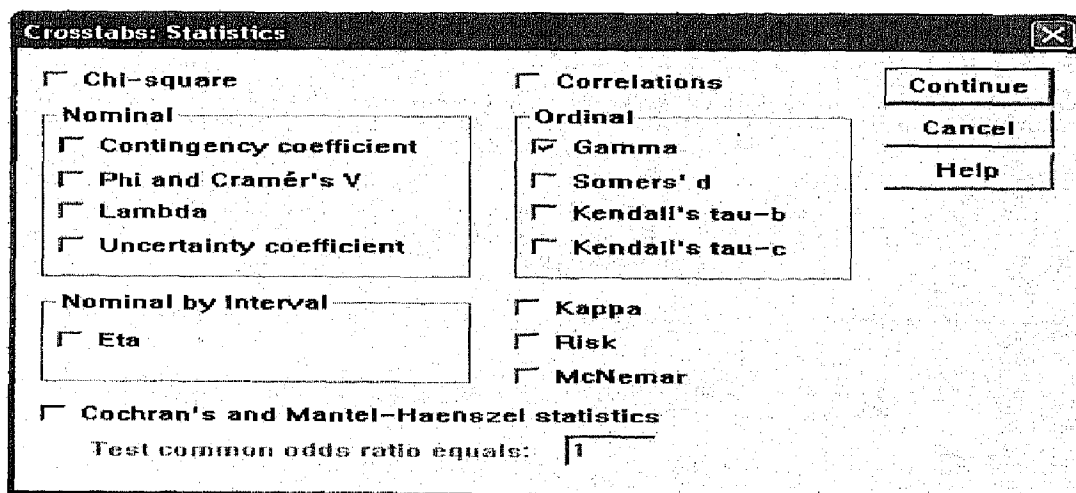 Crosstabs: Statistics
Chi-square
Correlations
Continue
Nominal
Contingency coefficient
Phi and Cramér's V
Lambda
Uncertainty coefficient
Ordinal
Gamma
Somers' d
Kendall's tau-b
Kendall's tau-c
Cancel
Help
Nominal by Interval
Eta
Kappa
Risk
McNemar
Cochran's and Mantel-Haenszel statistics
Test common odds ratio equals: 1